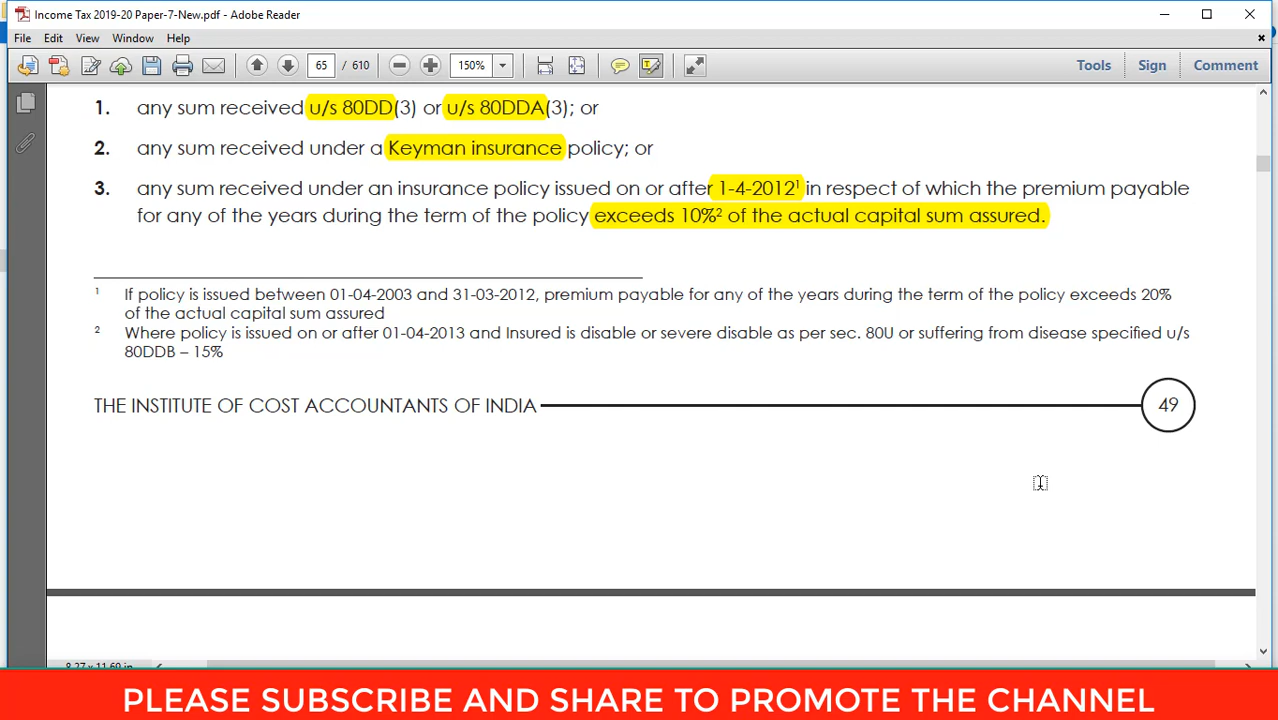 Income Tax 2019-20 Paper-7-New.pdf - Adobe Reader
File Edit View Window Help
65 / 610 150% Tools Sign Comment
1. any sum received u/s 80DD(3) or u/s 80DDA(3); or
2. any sum received under a Keyman insurance policy; or
3. any sum received under an insurance policy issued on or after 1-4-2012¹ in respect of which the premium payable
for any of the years during the term of the policy exceeds 10%² of the actual capital sum assured.
1 If policy is issued between 01-04-2003 and 31-03-2012, premium payable for any of the years during the term of the policy exceeds 20%
of the actual capital sum assured
2 Where policy is issued on or after 01-04-2013 and Insured is disable or severe disable as per sec. 80U or suffering from disease specified u/s
80DDB – 15%
THE INSTITUTE OF COST ACCOUNTANTS OF INDIA 49
8.27 x 11.69 in
PLEASE SUBSCRIBE AND SHARE TO PROMOTE THE CHANNEL